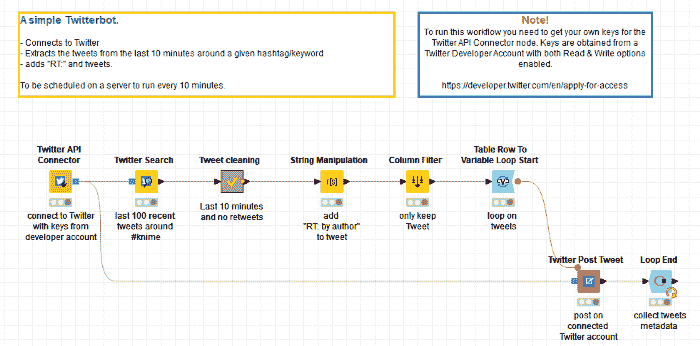 A simple Twitterbot.
- Connects to Twitter
- Extracts the tweets from the last 10 minutes around a given hashtag/keyword
- adds "RT:" and tweets.
To be scheduled on a server to run every 10 minutes.
Note!
To run this workflow you need to get your own keys for the
Twitter API Connector node. Keys are obtained from a
Twitter Developer Account with both Read & Write options
enabled.
https://developer.twitter.com/en/apply-for-access
Twitter API
Connector
connect to Twitter
with keys from
developer account
Twitter Search
last 100 recent
tweets around
#knime
Tweet cleaning
Last 10 minutes
and no retweets
String Manipulation
add
"RT: by author"
to tweet
Column Filter
only keep
Tweet
Table Row To
Variable Loop Start
loop on
tweets
Twitter Post Tweet
post on
connected
Twitter account
Loop End
collect tweets
metadata